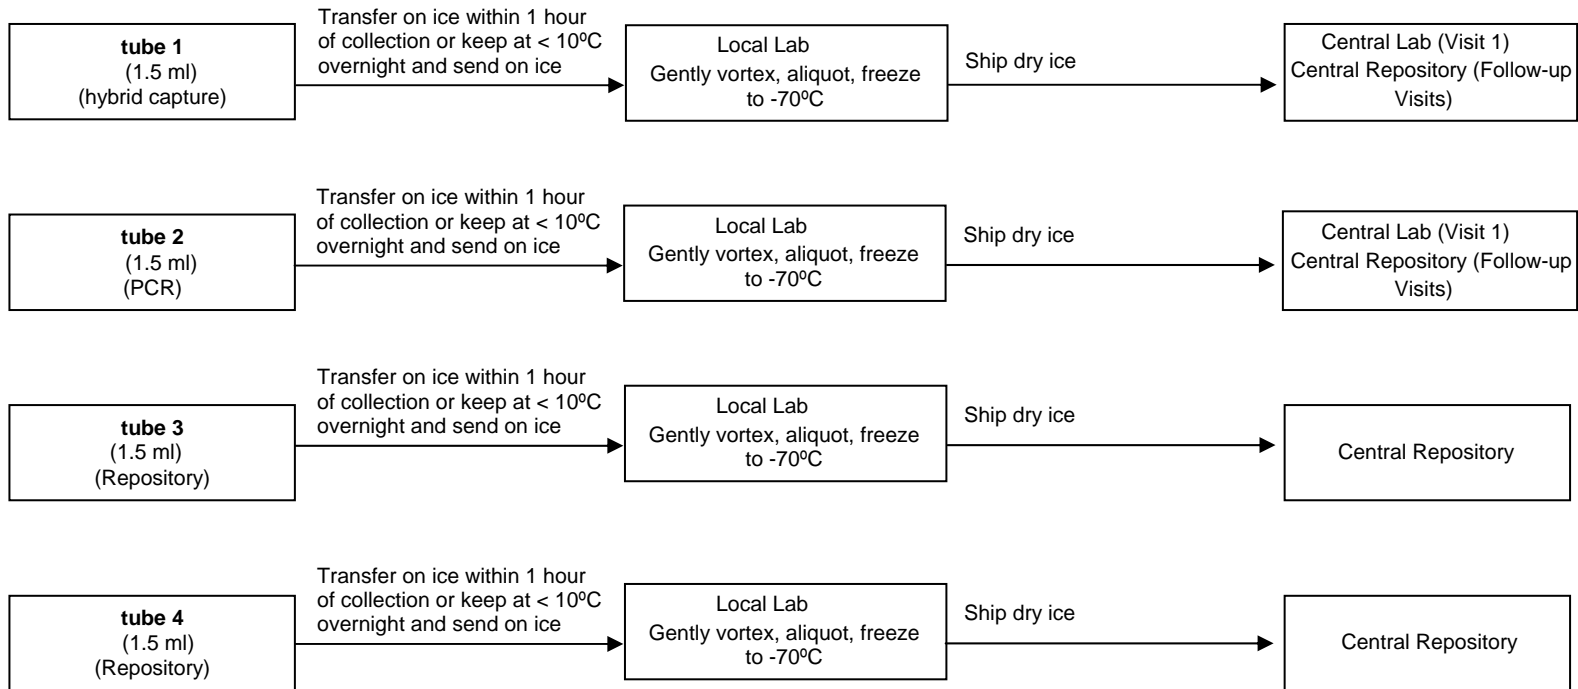 tube 1
(1.5 ml)
(hybrid capture)
Transfer on ice within 1 hour
of collection or keep at < 10ºC
overnight and send on ice
Local Lab
Gently vortex, aliquot, freeze
to -70ºC
Ship dry ice
Central Lab (Visit 1)
Central Repository (Follow-up
Visits)
tube 2
(1.5 ml)
(PCR)
Transfer on ice within 1 hour
of collection or keep at < 10ºC
overnight and send on ice
Local Lab
Gently vortex, aliquot, freeze
to -70ºC
Ship dry ice
Central Lab (Visit 1)
Central Repository (Follow-up
Visits)
tube 3
(1.5 ml)
(Repository)
Transfer on ice within 1 hour
of collection or keep at < 10ºC
overnight and send on ice
Local Lab
Gently vortex, aliquot, freeze
to -70ºC
Ship dry ice
Central Repository
tube 4
(1.5 ml)
(Repository)
Transfer on ice within 1 hour
of collection or keep at < 10ºC
overnight and send on ice
Local Lab
Gently vortex, aliquot, freeze
to -70ºC
Ship dry ice
Central Repository